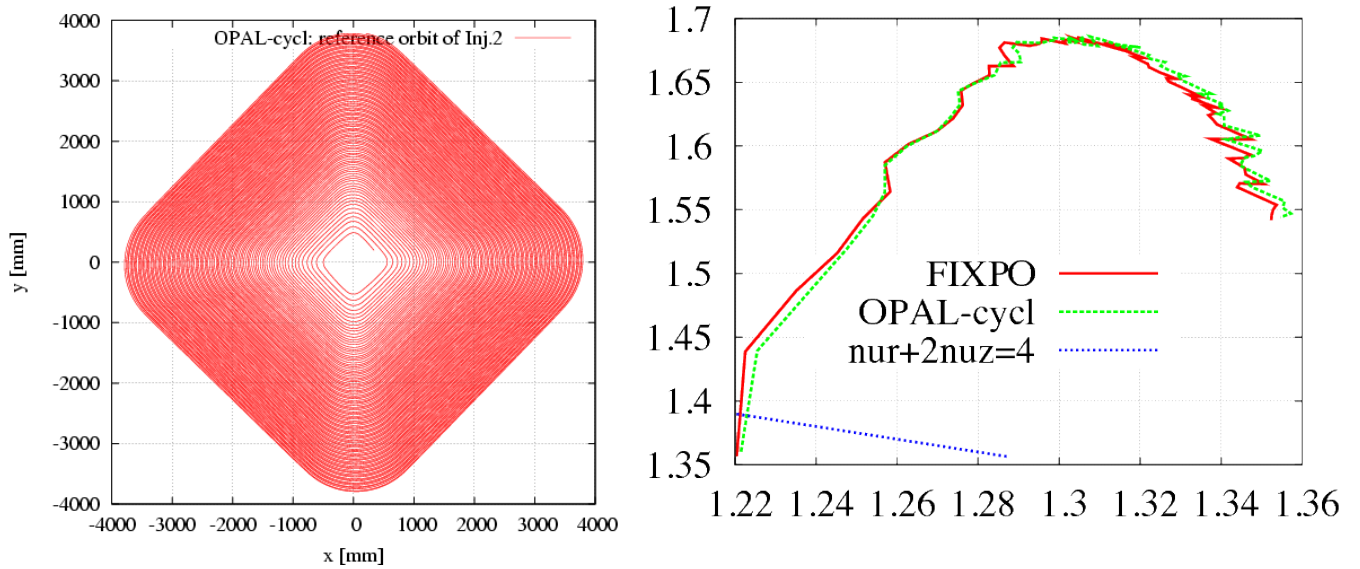 OPAL-cycl: reference orbit of Inj.2
4000
3000
2000
1000
0
-1000
-2000
-3000
-4000
y [mm]
-4000 -3000 -2000 -1000 0 1000 2000 3000 4000
x [mm]
1.7
1.65
1.6
1.55
1.5
1.45
1.4
1.35
FIXPO
OPAL-cycl
nur+2nuz=4
1.22 1.24 1.26 1.28 1.3 1.32 1.34 1.36